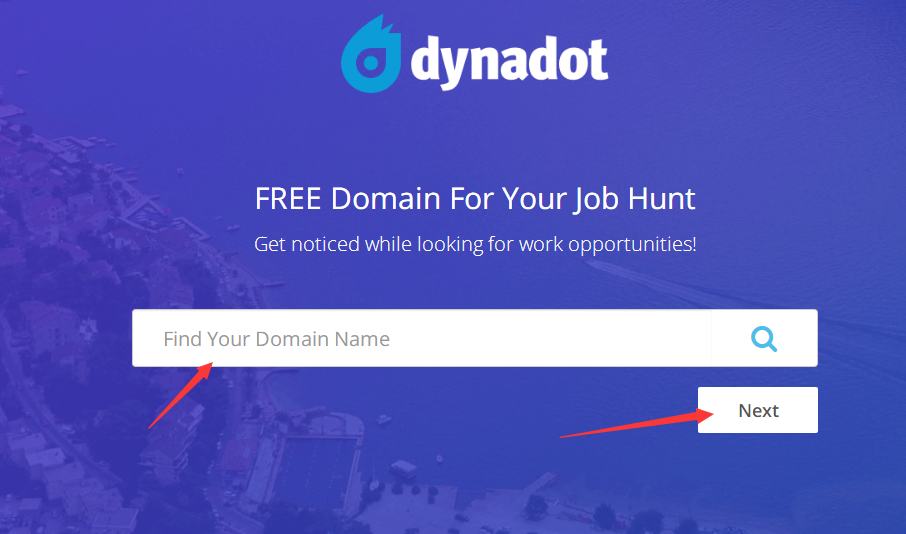 dynadot
FREE Domain For Your Job Hunt
Get noticed while looking for work opportunities!
Find Your Domain Name
Next